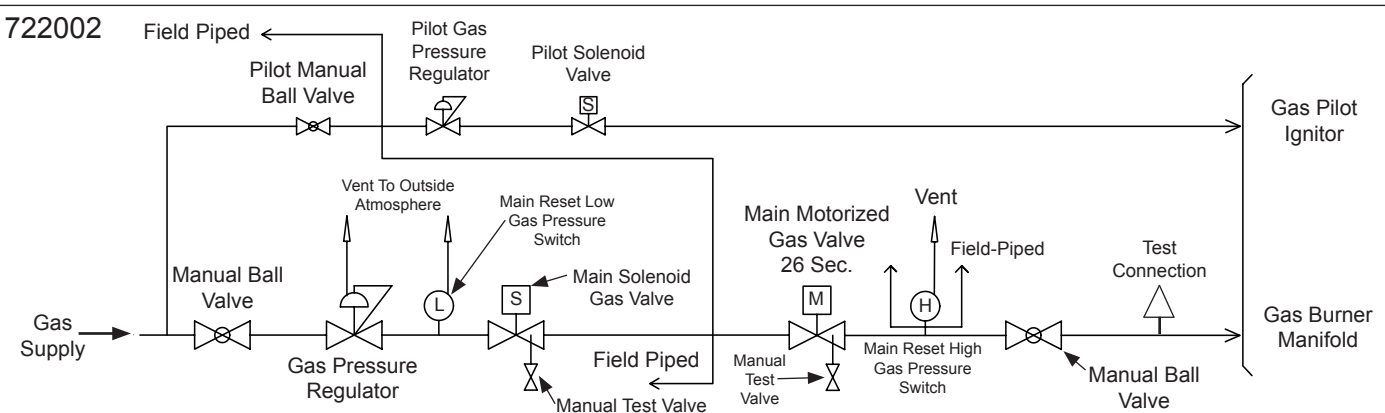 722002
Field Piped
Pilot Gas
Pressure
Regulator
Pilot Solenoid
Valve
Pilot Manual
Ball Valve
S
Gas Pilot
Ignitor
Vent To Outside
Atmosphere
Main Reset Low
Gas Pressure
Switch
Main Motorized
Gas Valve
26 Sec.
Vent
Field-Piped
Test
Connection
Manual Ball
Valve
L
S
Main Solenoid
Gas Valve
M
H
Gas
Supply
Gas Burner
Manifold
Gas Pressure
Regulator
Field Piped
Manual Test Valve
Manual
Test
Valve
Main Reset High
Gas Pressure
Switch
Manual Ball
Valve